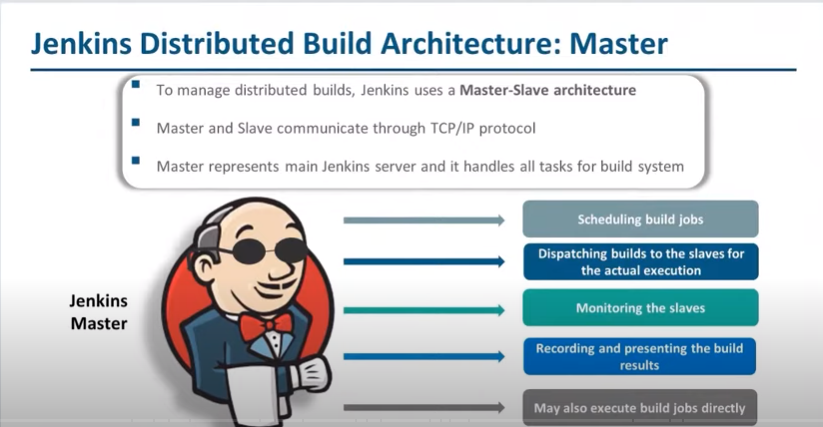 Jenkins Distributed Build Architecture: Master
To manage distributed builds, Jenkins uses a Master-Slave architecture
Master and Slave communicate through TCP/IP protocol
Master represents main Jenkins server and it handles all tasks for build system
Scheduling build jobs
Dispatching builds to the slaves for
the actual execution
Jenkins
Master
Monitoring the slaves
Recording and presenting the build
results
May also execute build jobs directly